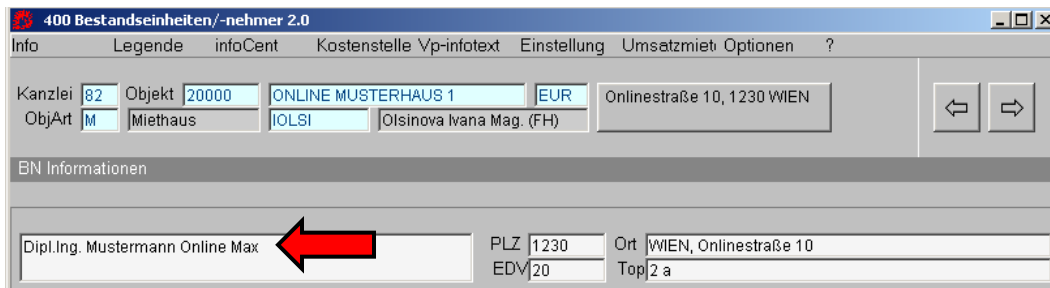 400 Bestandseinheiten/-nehmer 2.0
Info Legende infoCent Kostenstelle Vp-infotext Einstellung Umsatzmiet Optionen ?
Kanzlei 82 Objekt 20000 ONLINE MUSTERHAUS 1 EUR Onlinestraße 10, 1230 WIEN
ObjArt M Miethaus IOLSI Olsinova Ivana Mag. (FH)
BN Informationen
Dipl.Ing. Mustermann Online Max PLZ 1230 Ort WIEN, Onlinestraße 10
EDV 20 Top 2 a